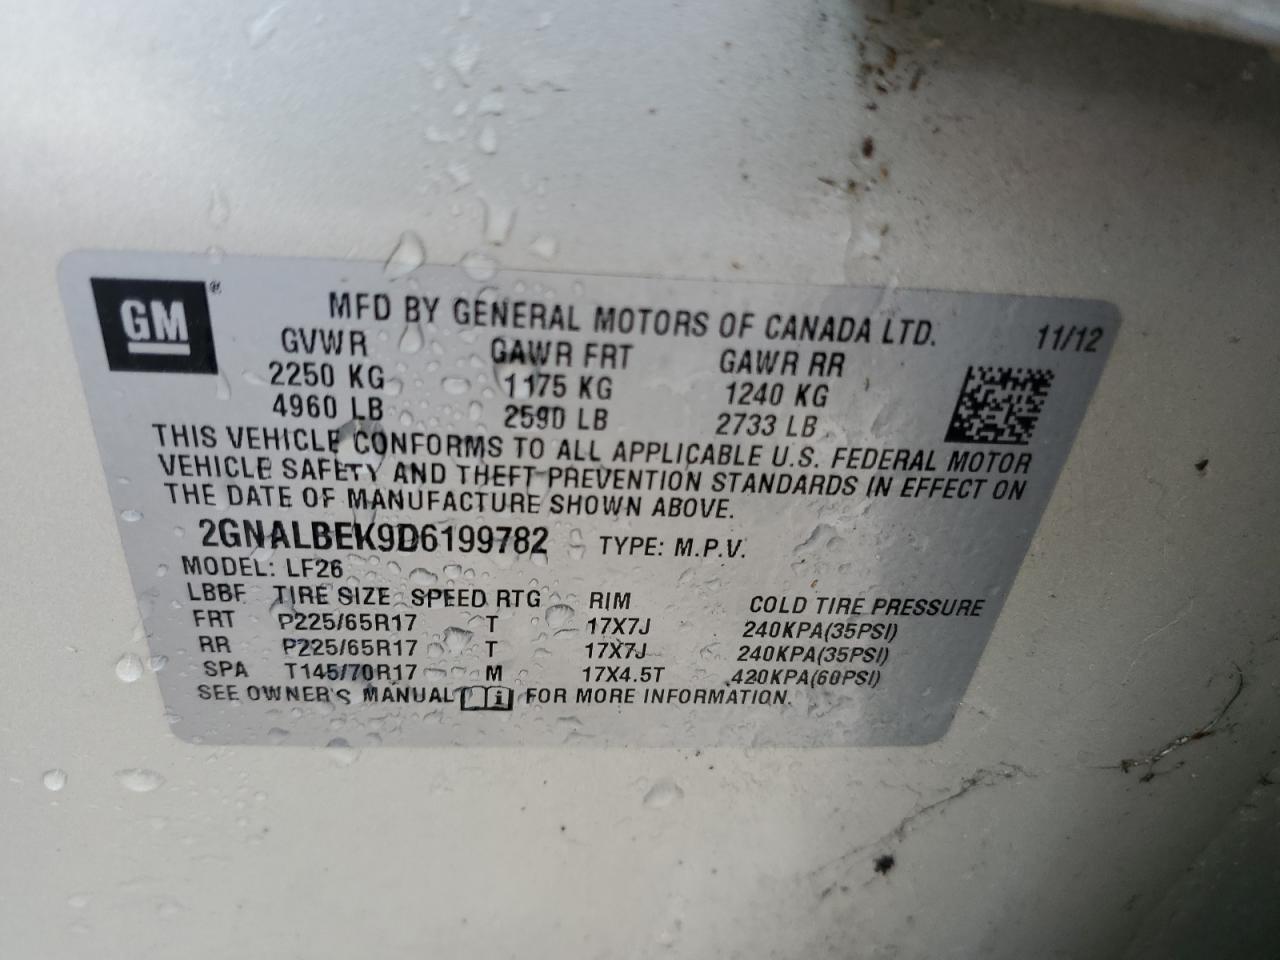 GM ®
MFD BY GENERAL MOTORS OF CANADA LTD. 11/12
GVWR GAWR FRT GAWR RR
2250 KG 1175 KG 1240 KG
4960 LB 2590 LB 2733 LB
THIS VEHICLE CONFORMS TO ALL APPLICABLE U.S. FEDERAL MOTOR
VEHICLE SAFETY AND THEFT PREVENTION STANDARDS IN EFFECT ON
THE DATE OF MANUFACTURE SHOWN ABOVE.
2GNALBEK9D6199782 TYPE: M.P.V.
MODEL: LF26
LBBF TIRE SIZE SPEED RTG RIM COLD TIRE PRESSURE
FRT P225/65R17 T 17X7J 240KPA(35PSI)
RR P225/65R17 T 17X7J 240KPA(35PSI)
SPA T145/70R17 M 17X4.5T 420KPA(60PSI)
SEE OWNER'S MANUAL i FOR MORE INFORMATION.